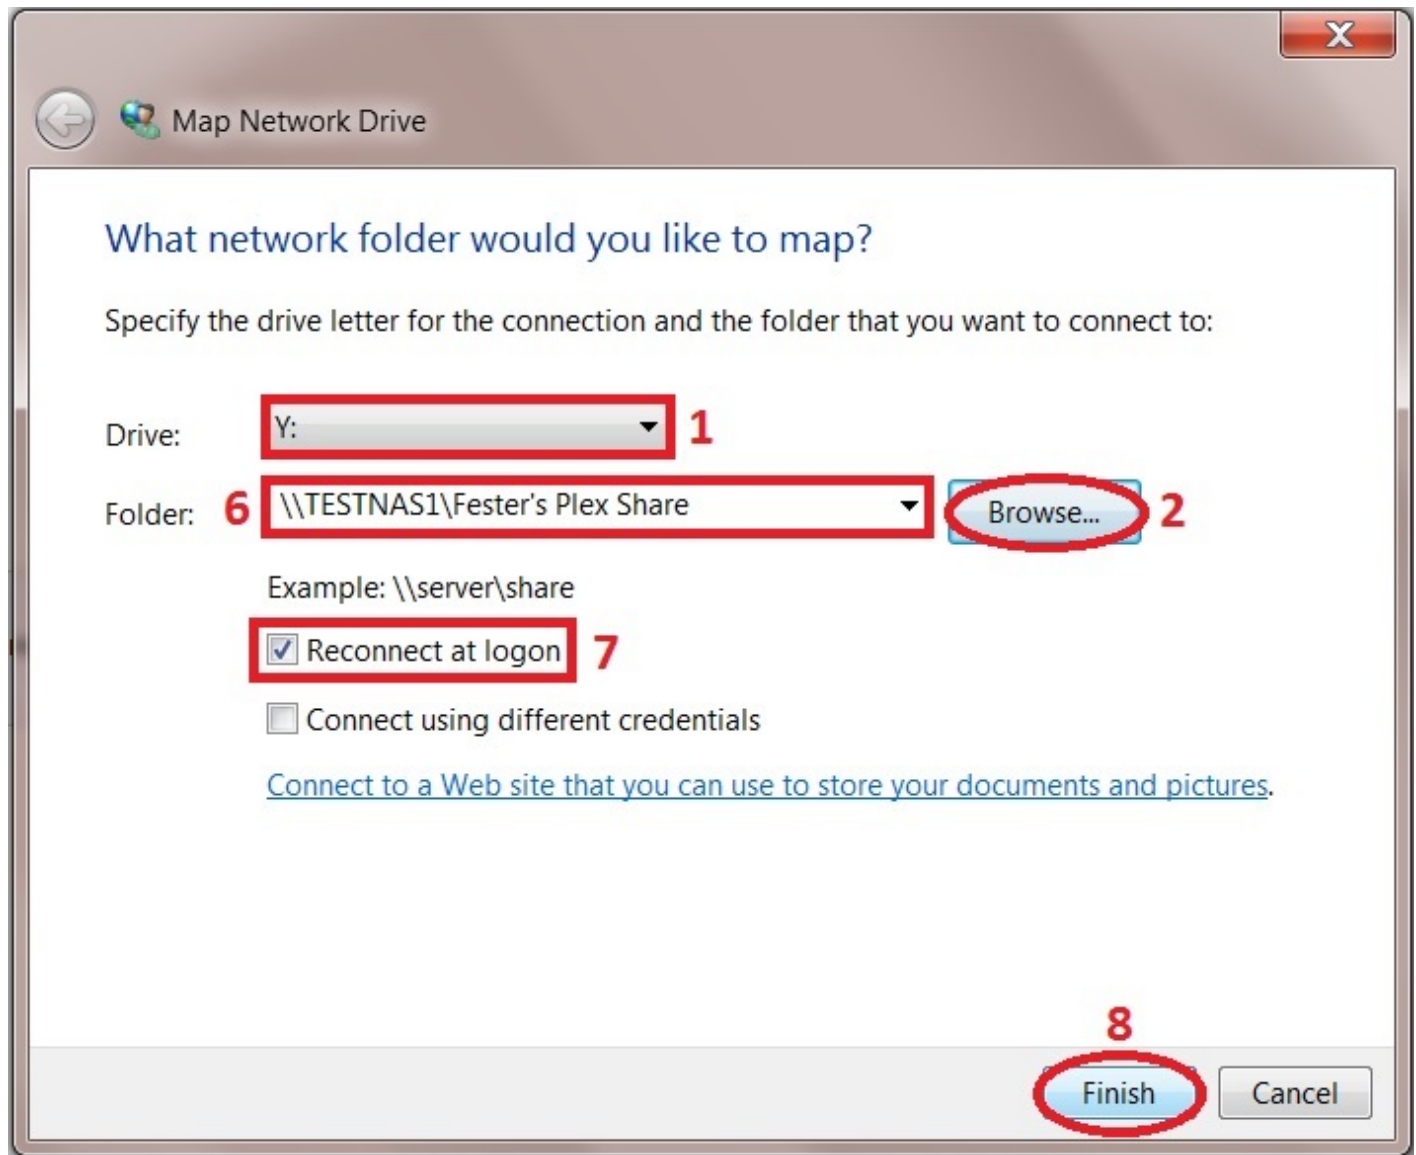 X
Map Network Drive
What network folder would you like to map?
Specify the drive letter for the connection and the folder that you want to connect to:
Drive: Y: 1
Folder: 6 \\TESTNAS1\Fester's Plex Share Browse... 2
Example: \\server\share
Reconnect at logon 7
Connect using different credentials
Connect to a Web site that you can use to store your documents and pictures.
8
Finish Cancel